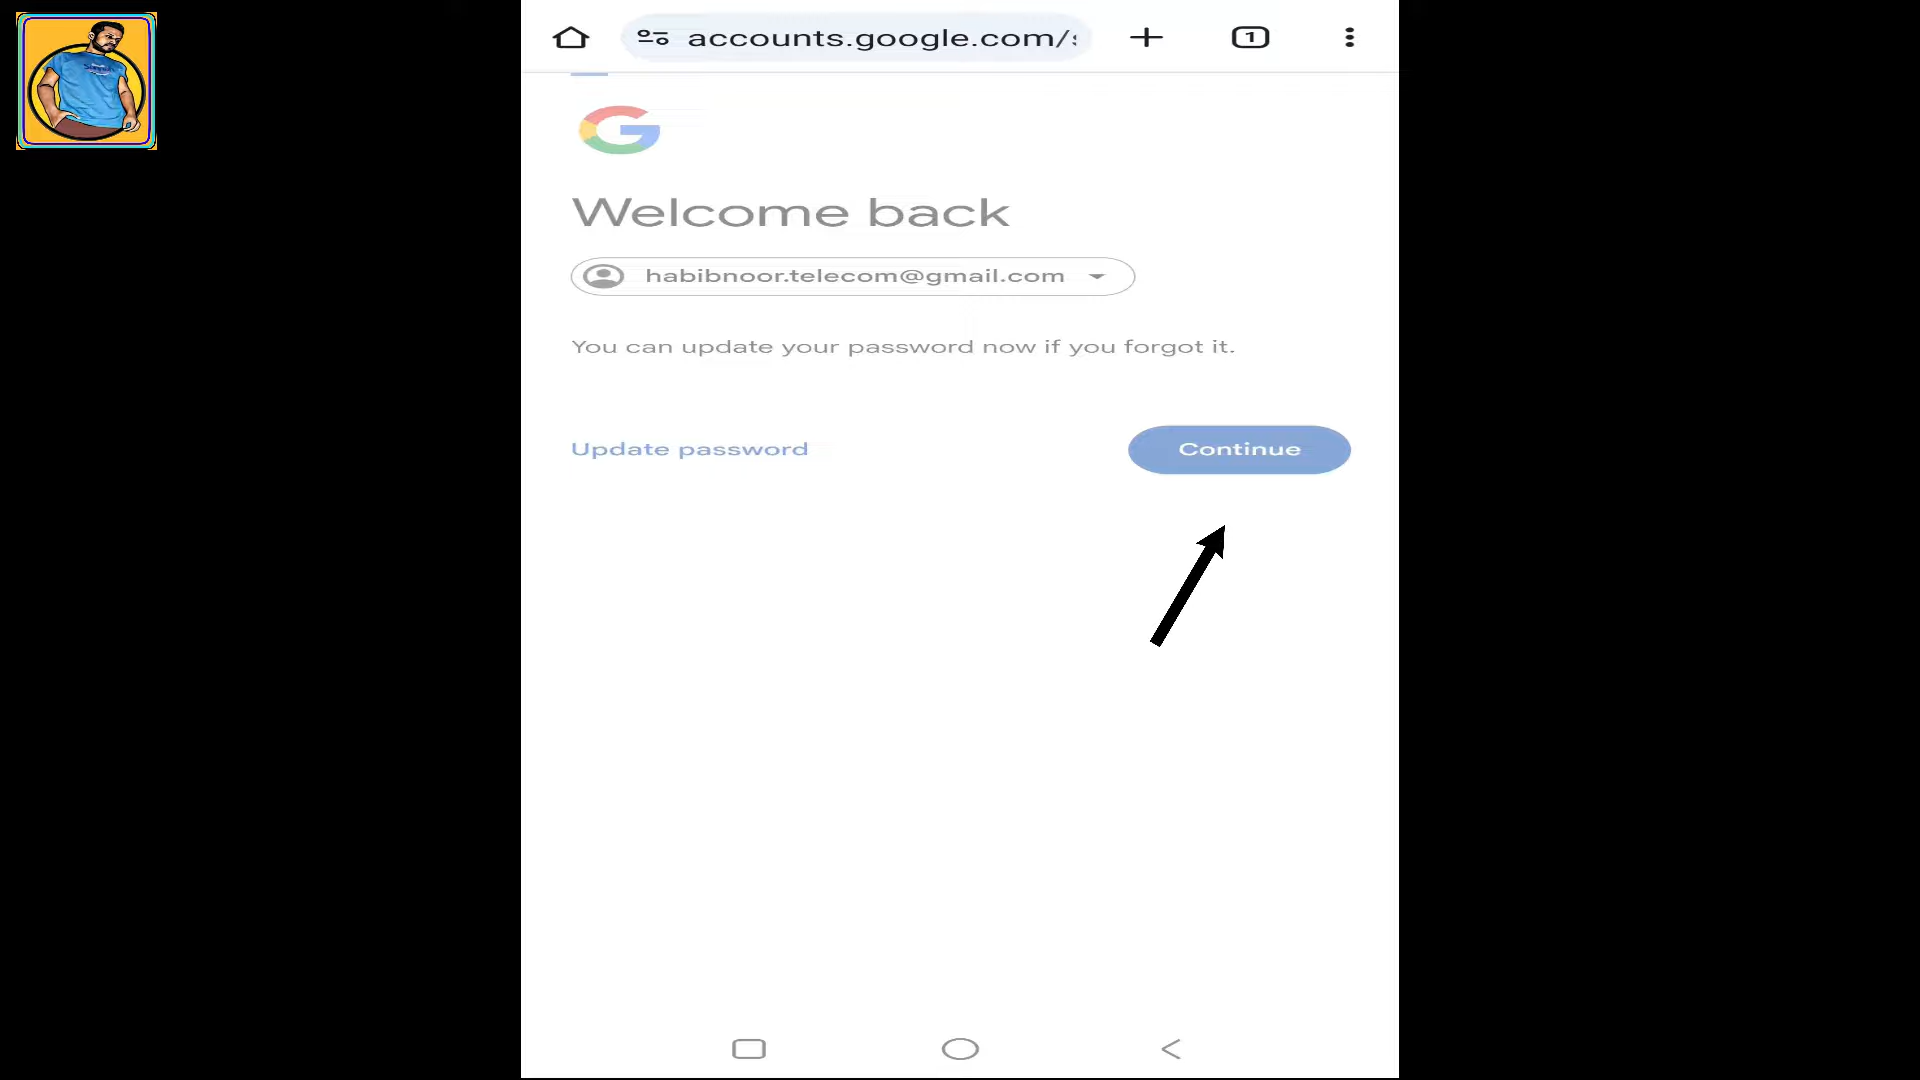 accounts.google.com/
1
Welcome back
habibnoor.telecom@gmail.com
You can update your password now if you forgot it.
Update password
Continue